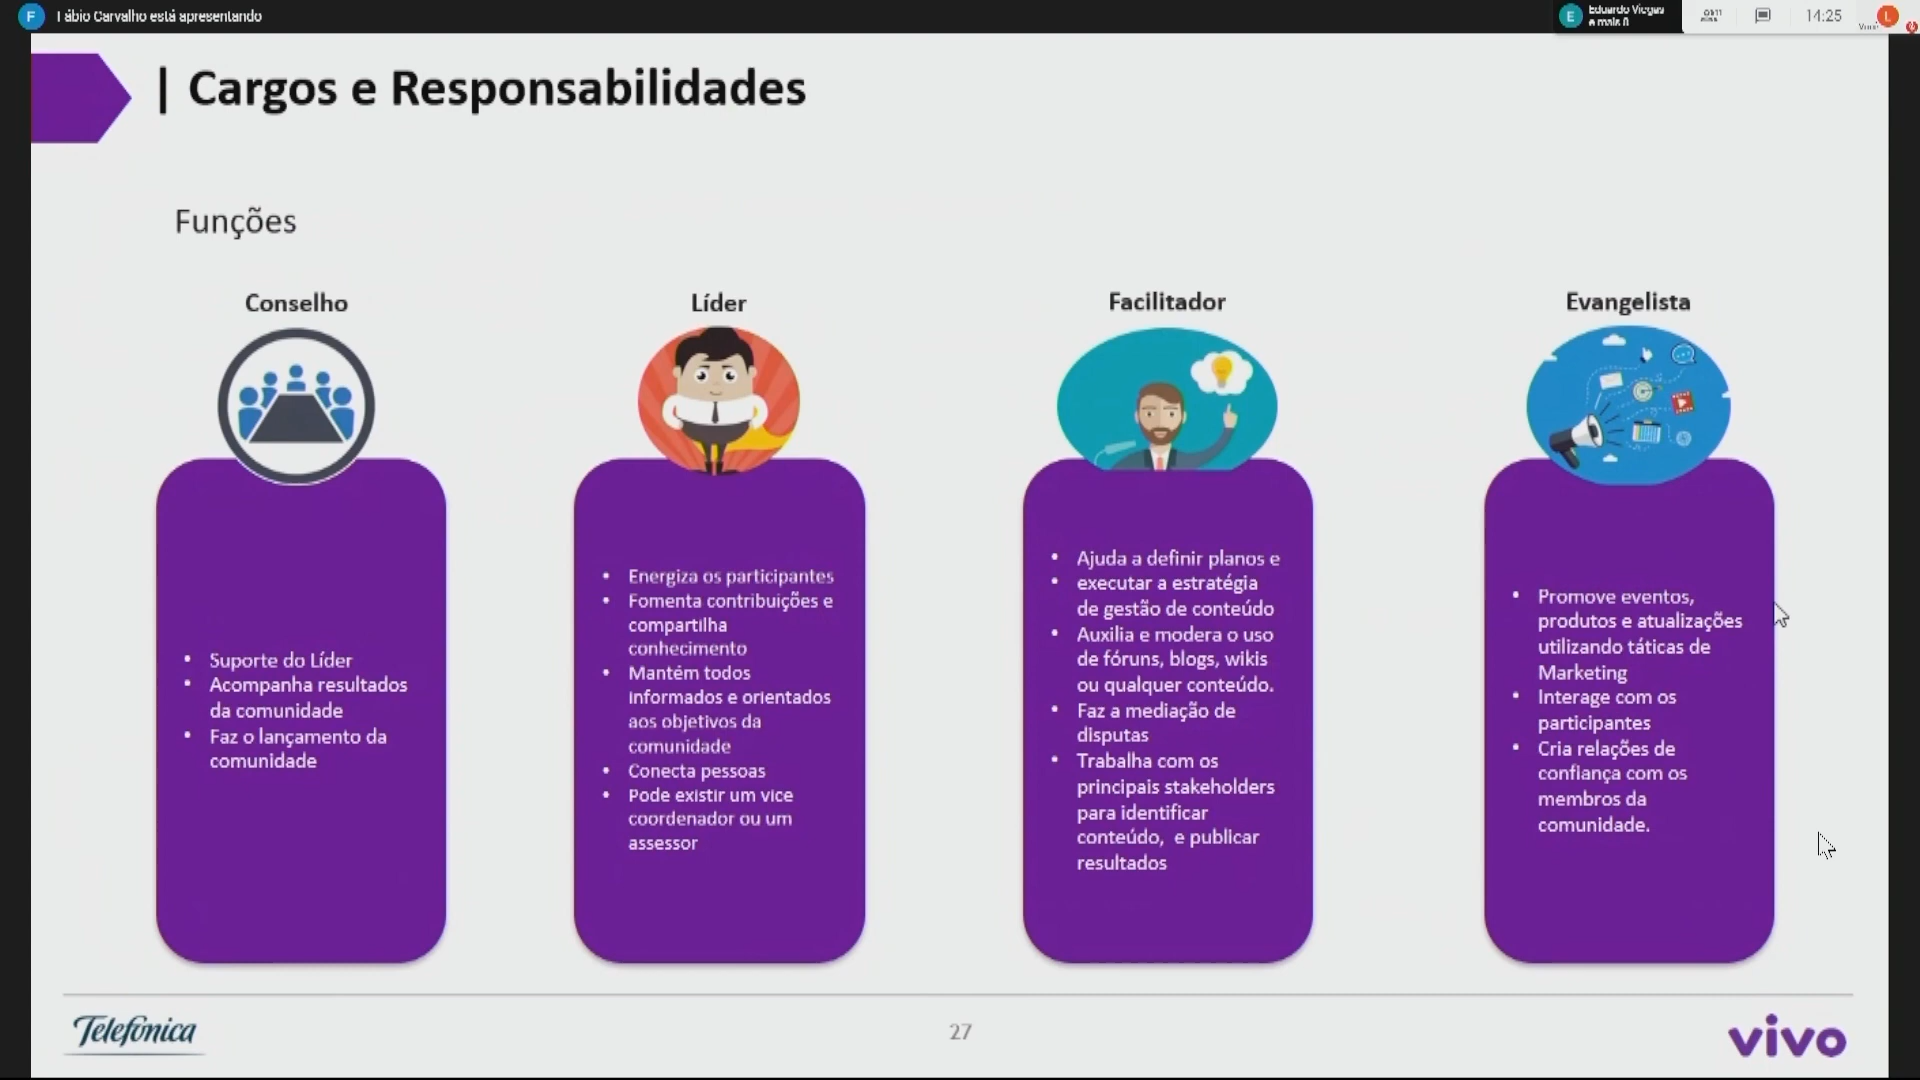 F Fábio Carvalho está apresentando
E Eduardo Viegas
e mais 8
14:25
Você
L
| Cargos e Responsabilidades
Funções
Conselho
• Suporte do Líder
• Acompanha resultados
da comunidade
• Faz o lançamento da
comunidade
Líder
• Energiza os participantes
• Fomenta contribuições e
compartilha
conhecimento
• Mantém todos
informados e orientados
aos objetivos da
comunidade
• Conecta pessoas
• Pode existir um vice
coordenador ou um
assessor
Facilitador
• Ajuda a definir planos e
• executar a estratégia
de gestão de conteúdo
• Auxilia e modera o uso
de fóruns, blogs, wikis
ou qualquer conteúdo.
• Faz a mediação de
disputas
• Trabalha com os
principais stakeholders
para identificar
conteúdo, e publicar
resultados
Evangelista
• Promove eventos,
produtos e atualizações
utilizando táticas de
Marketing
• Interage com os
participantes
• Cria relações de
confiança com os
membros da
comunidade.
Telefónica
27
vivo